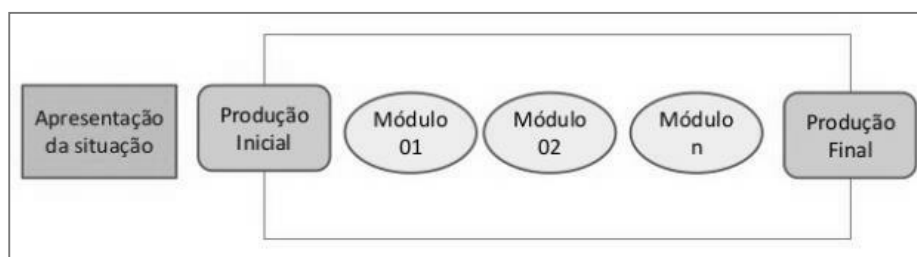 Apresentação
da situação
Produção
Inicial
Módulo
01
Módulo
02
Módulo
n
Produção
Final